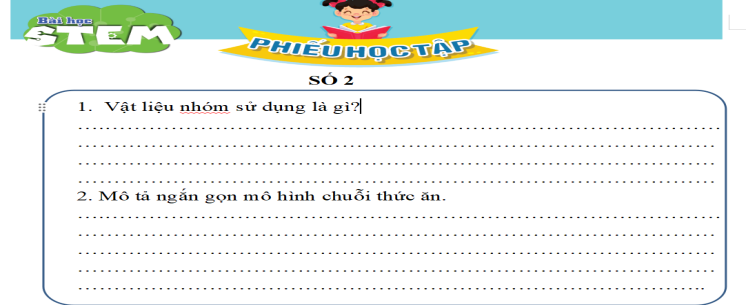 Bài học
STEM
PHIẾU HỌC TẬP
SỐ 2
1. Vật liệu nhóm sử dụng là gì?
................................................................
................................................................
................................................................
................................................................
2. Mô tả ngắn gọn mô hình chuỗi thức ăn.
................................................................
................................................................
................................................................
................................................................
................................................................